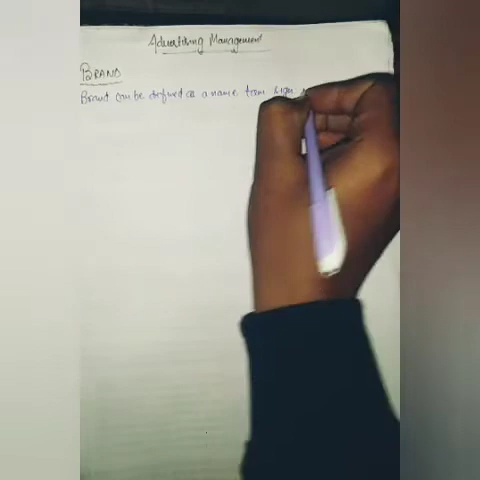 Advertising Management
BRAND
Brand can be defined as a name term sign